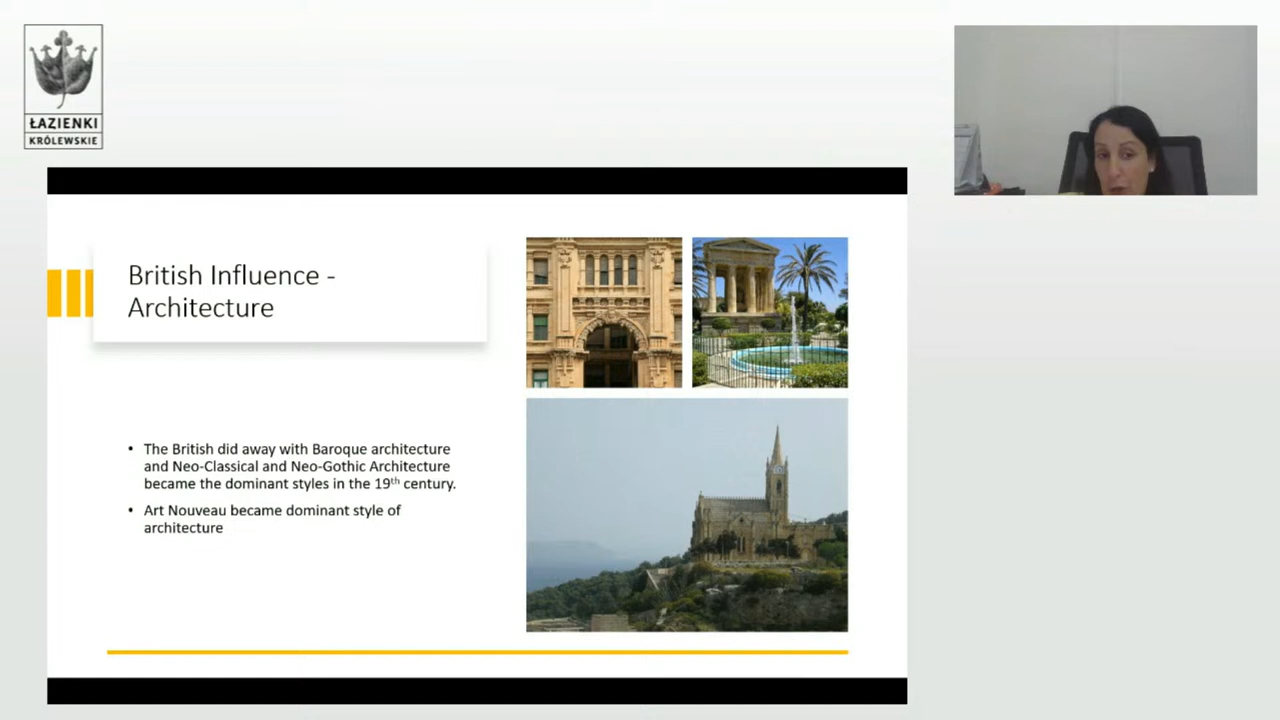 ŁAZIENKI
KRÓLEWSKIE
British Influence -
Architecture
• The British did away with Baroque architecture
and Neo-Classical and Neo-Gothic Architecture
became the dominant styles in the 19th century.
• Art Nouveau became dominant style of
architecture